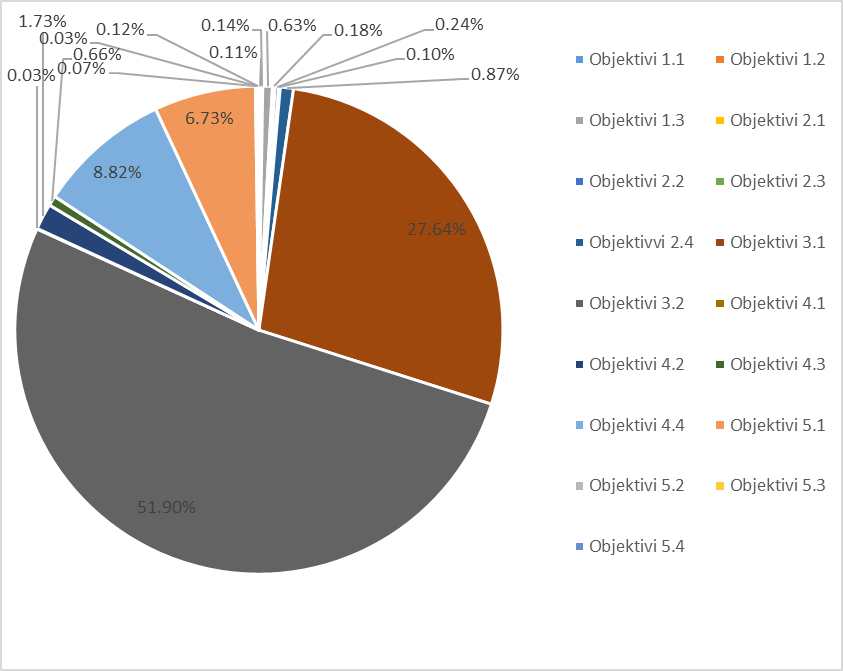 1.73%
0.12%
0.14%
0.63%
0.18%
0.24%
0.03%
0.66%
0.11%
0.10%
0.03%
0.07%
0.87%
6.73%
8.82%
27.64%
51.90%
Objektivi 1.1
Objektivi 1.2
Objektivi 1.3
Objektivi 2.1
Objektivi 2.2
Objektivi 2.3
Objektivvi 2.4
Objektivi 3.1
Objektivi 3.2
Objektivi 4.1
Objektivi 4.2
Objektivi 4.3
Objektivi 4.4
Objektivi 5.1
Objektivi 5.2
Objektivi 5.3
Objektivi 5.4